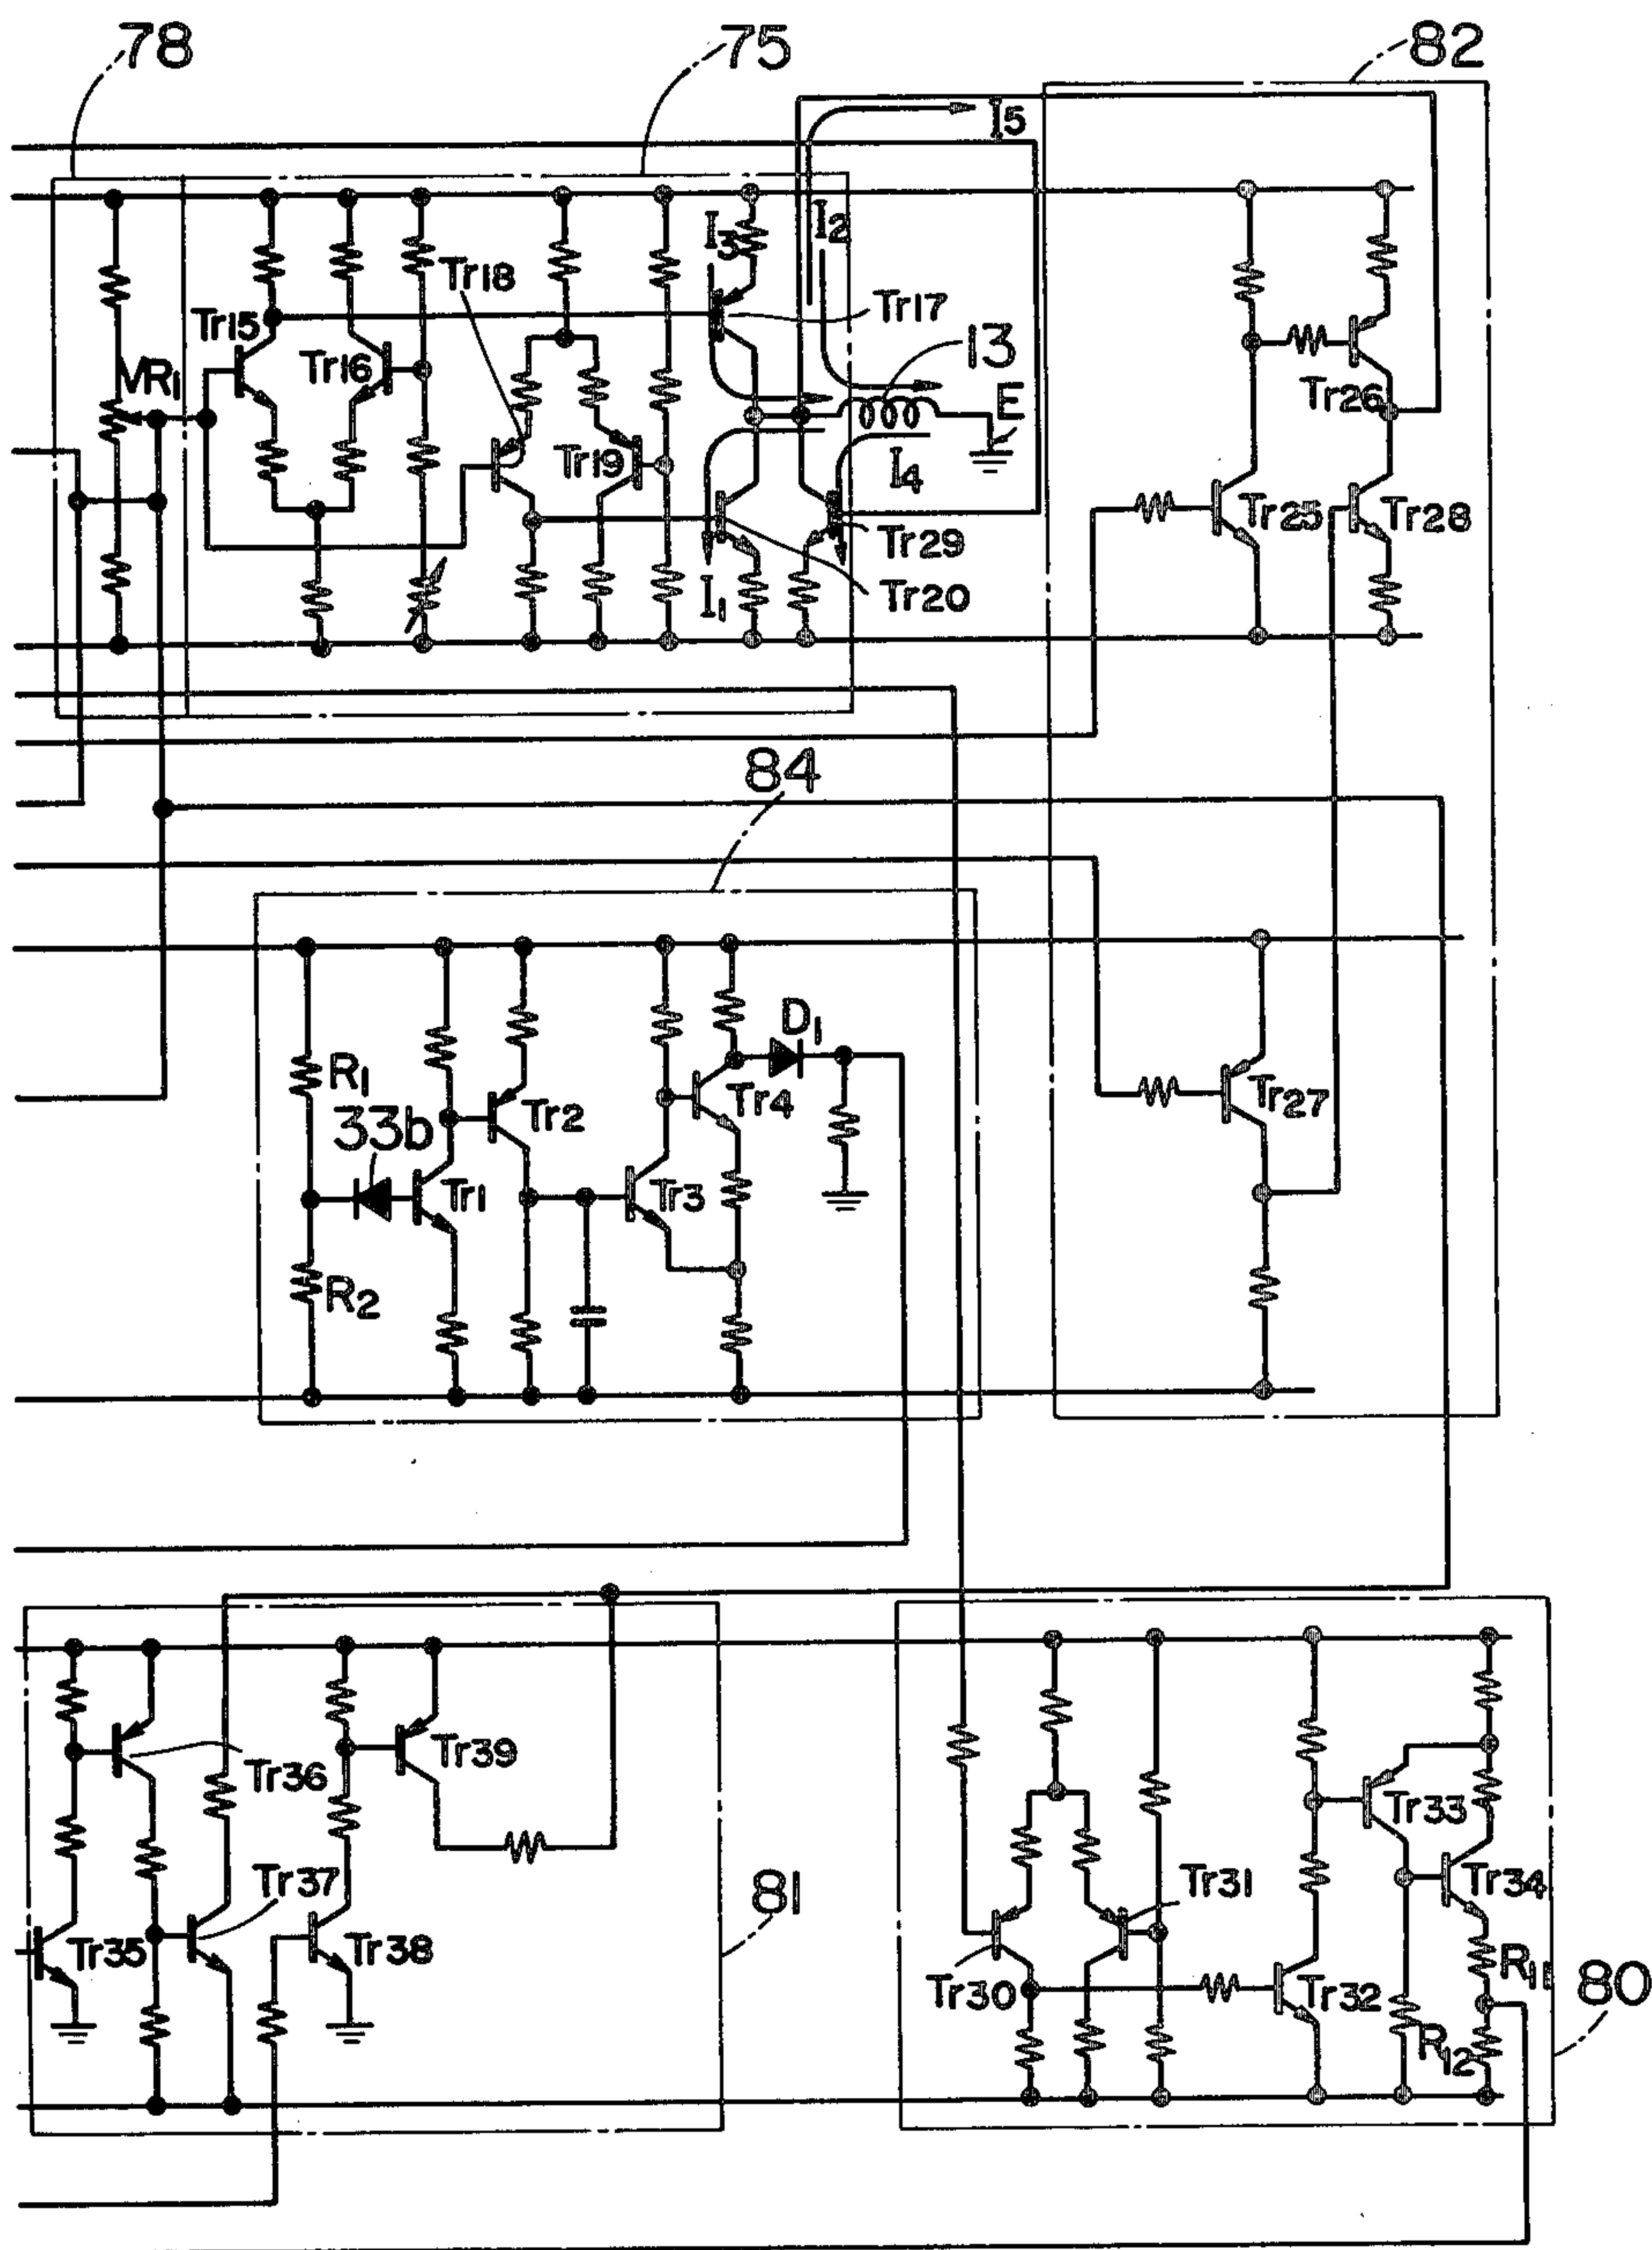 78
75
82
I5
I3
I2
Tr18
Tr17
Tr15
13
VR1
Tr16
E
Tr26
Tr19
I4
Tr25
Tr28
Tr29
I1
Tr20
84
D1
R1
Tr4
Tr27
33b
Tr2
Tr1
Tr3
R2
Tr39
Tr36
Tr33
Tr37
81
Tr31
Tr34
Tr35
Tr38
R11
Tr30
Tr32
80
R12